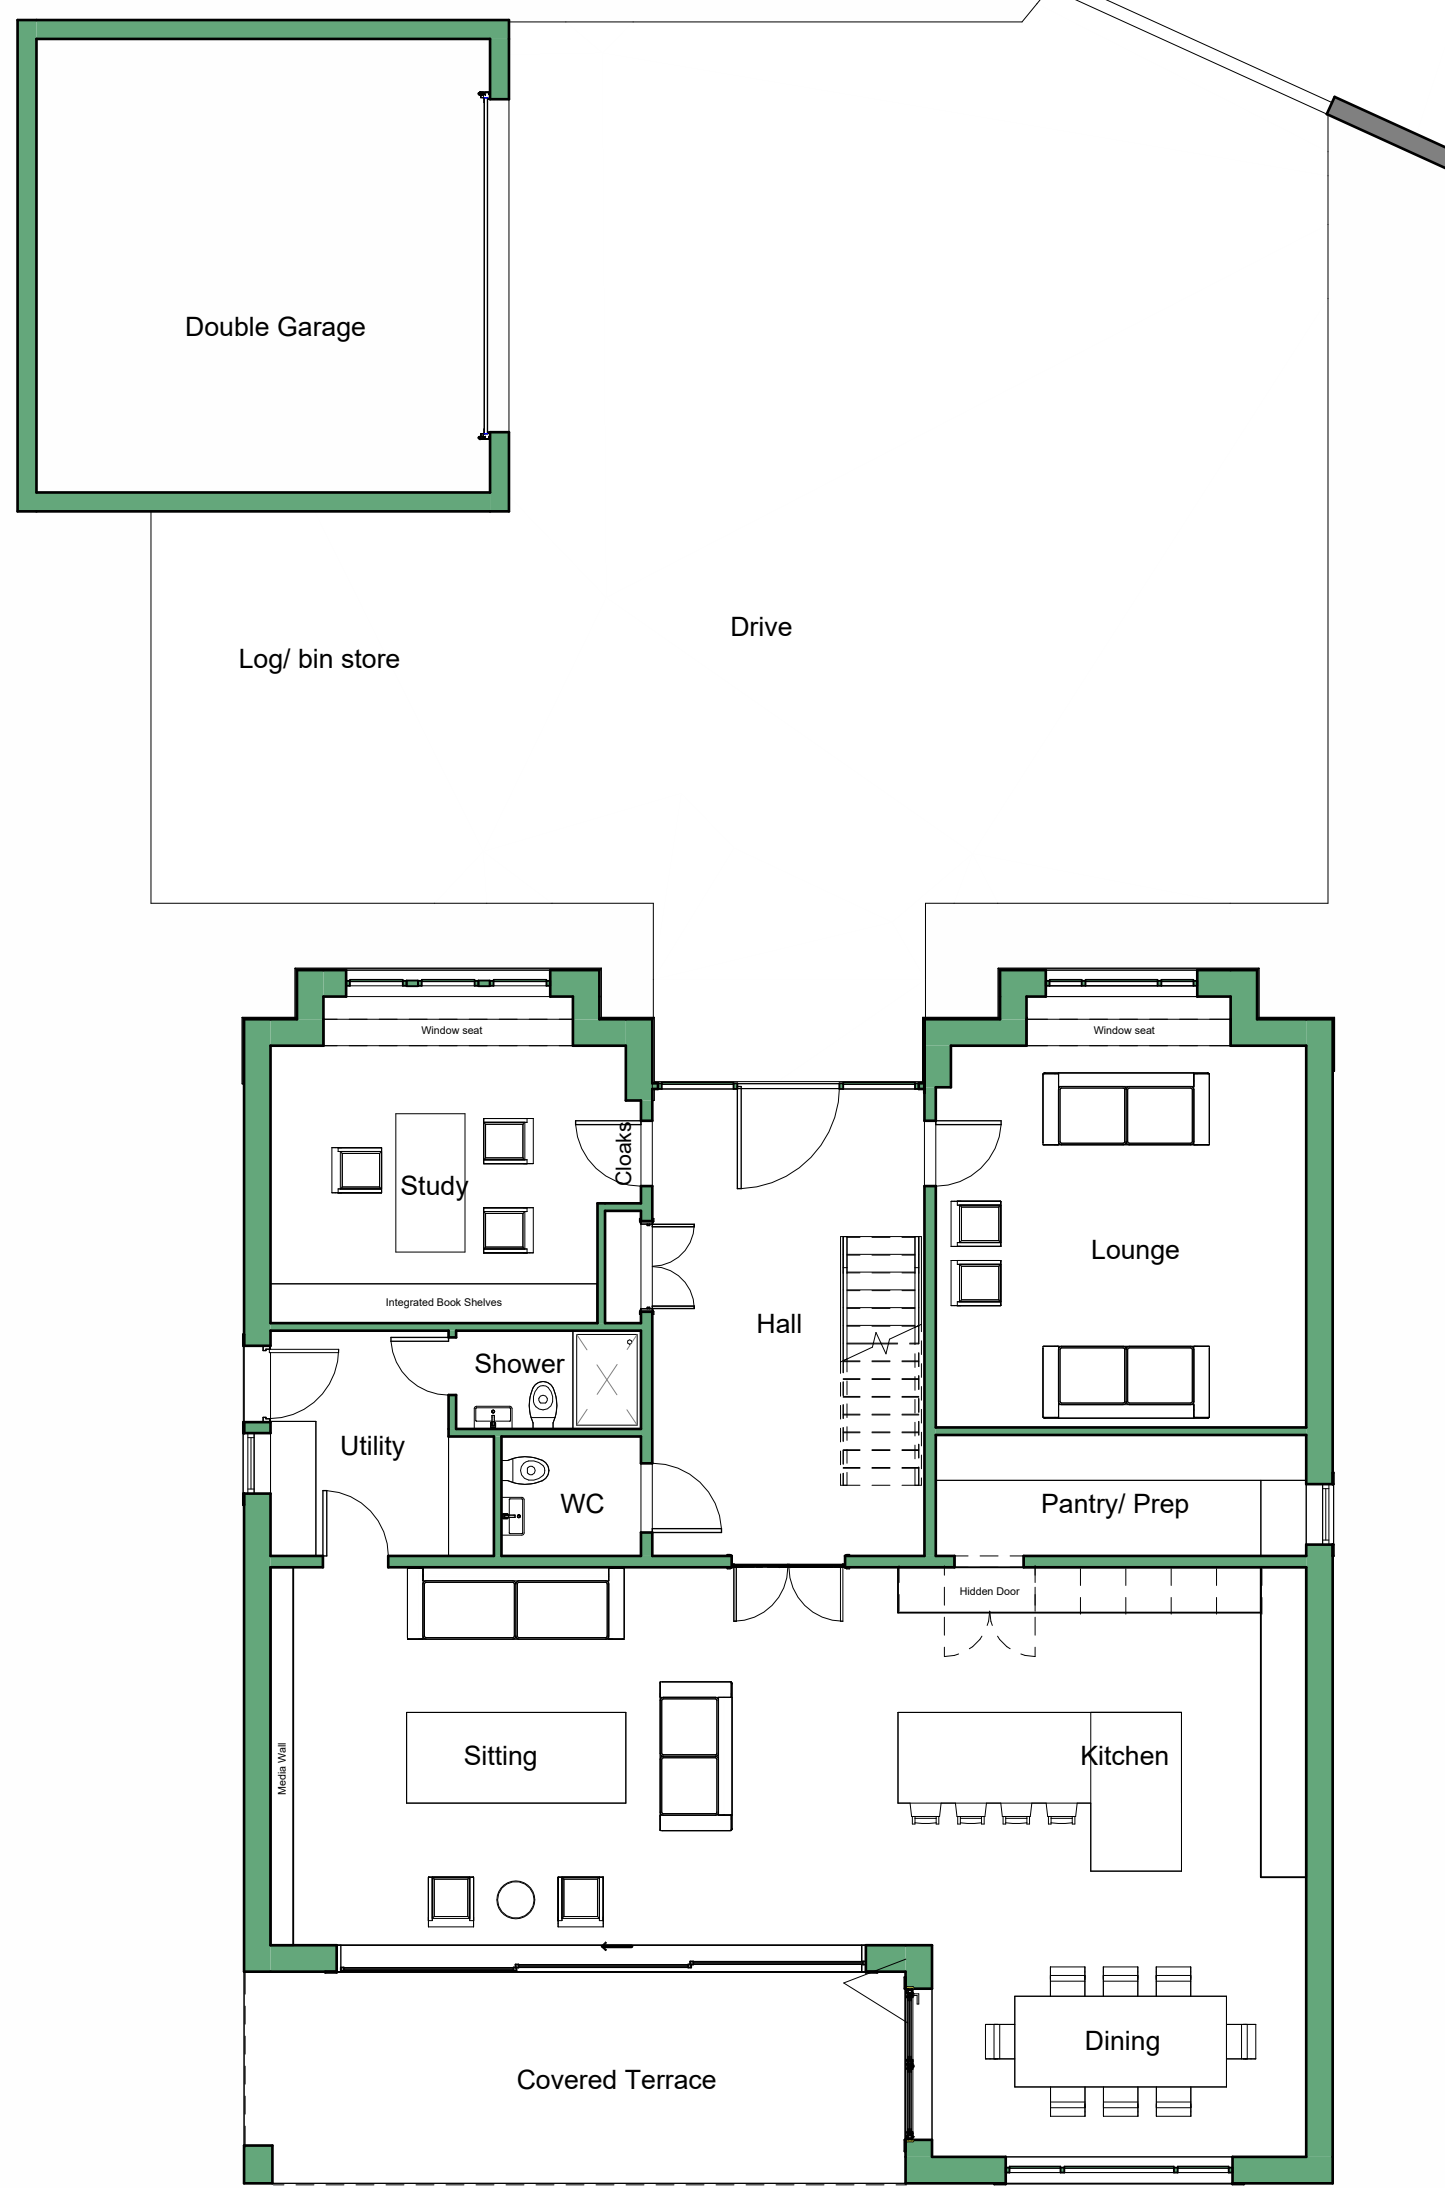 Double Garage
Drive
Log/ bin store
Window seat
Window seat
Cloaks
Study
Lounge
Integrated Book Shelves
Hall
Shower
Utility
WC
Pantry/ Prep
Hidden Door
Media Wall
Sitting
Kitchen
Dining
Covered Terrace